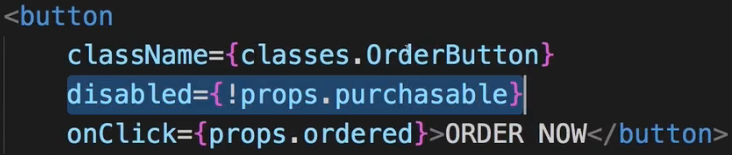 <button
className={classes.OrderButton}
disabled={!props.purchasable}
onClick={props.ordered}>ORDER NOW</button>